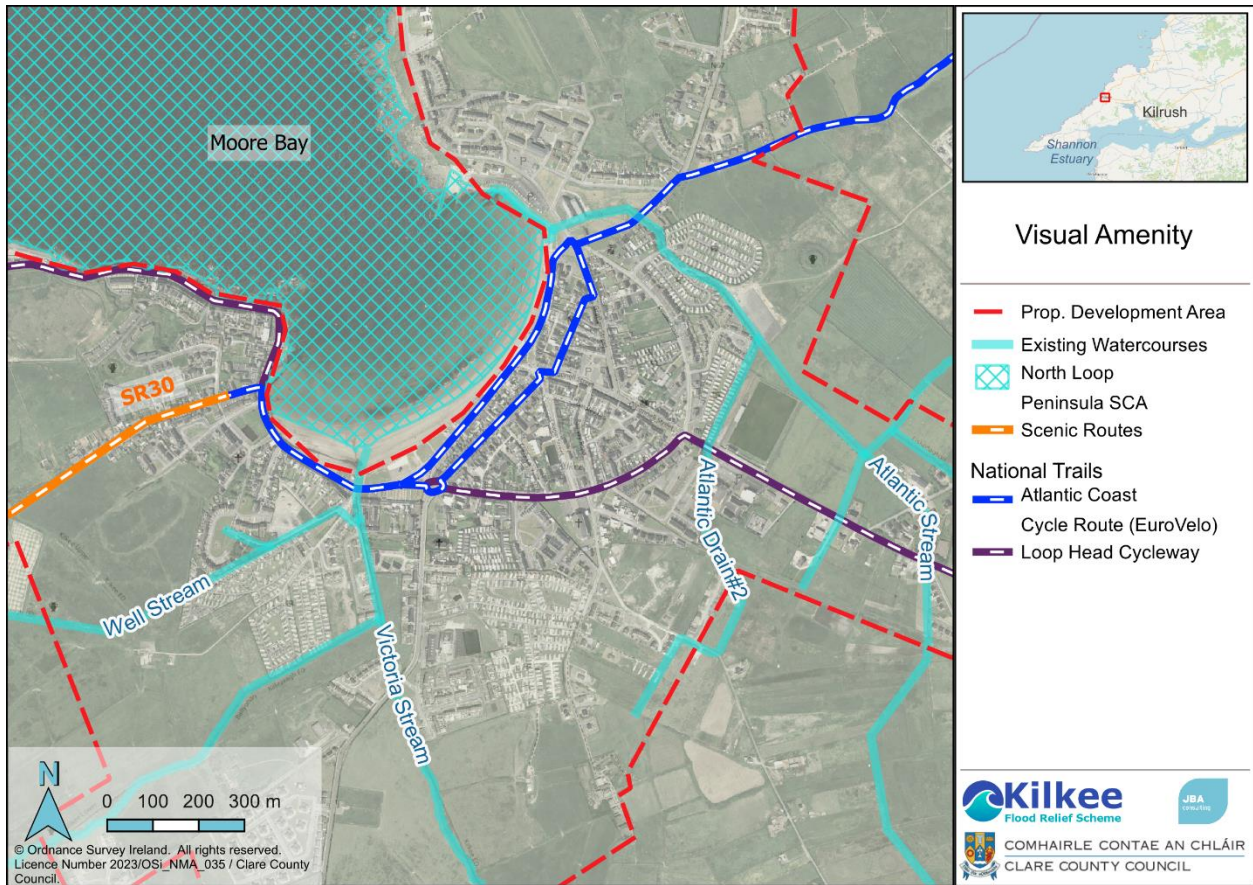 Moore Bay
SR30
Well Stream
Victoria Stream
Atlantic Drain#2
Atlantic Stream
N
0 100 200 300 m
© Ordnance Survey Ireland. All rights reserved.
Licence Number 2023/OSi_NMA_035 / Clare County
Council.
Kilrush
Shannon
Estuary
Visual Amenity
Prop. Development Area
Existing Watercourses
North Loop
Peninsula SCA
Scenic Routes
National Trails
Atlantic Coast
Cycle Route (EuroVelo)
Loop Head Cycleway
Kilkee
Flood Relief Scheme
JBA
consulting
COMHAIRLE CONTAE AN CHLÁIR
CLARE COUNTY COUNCIL